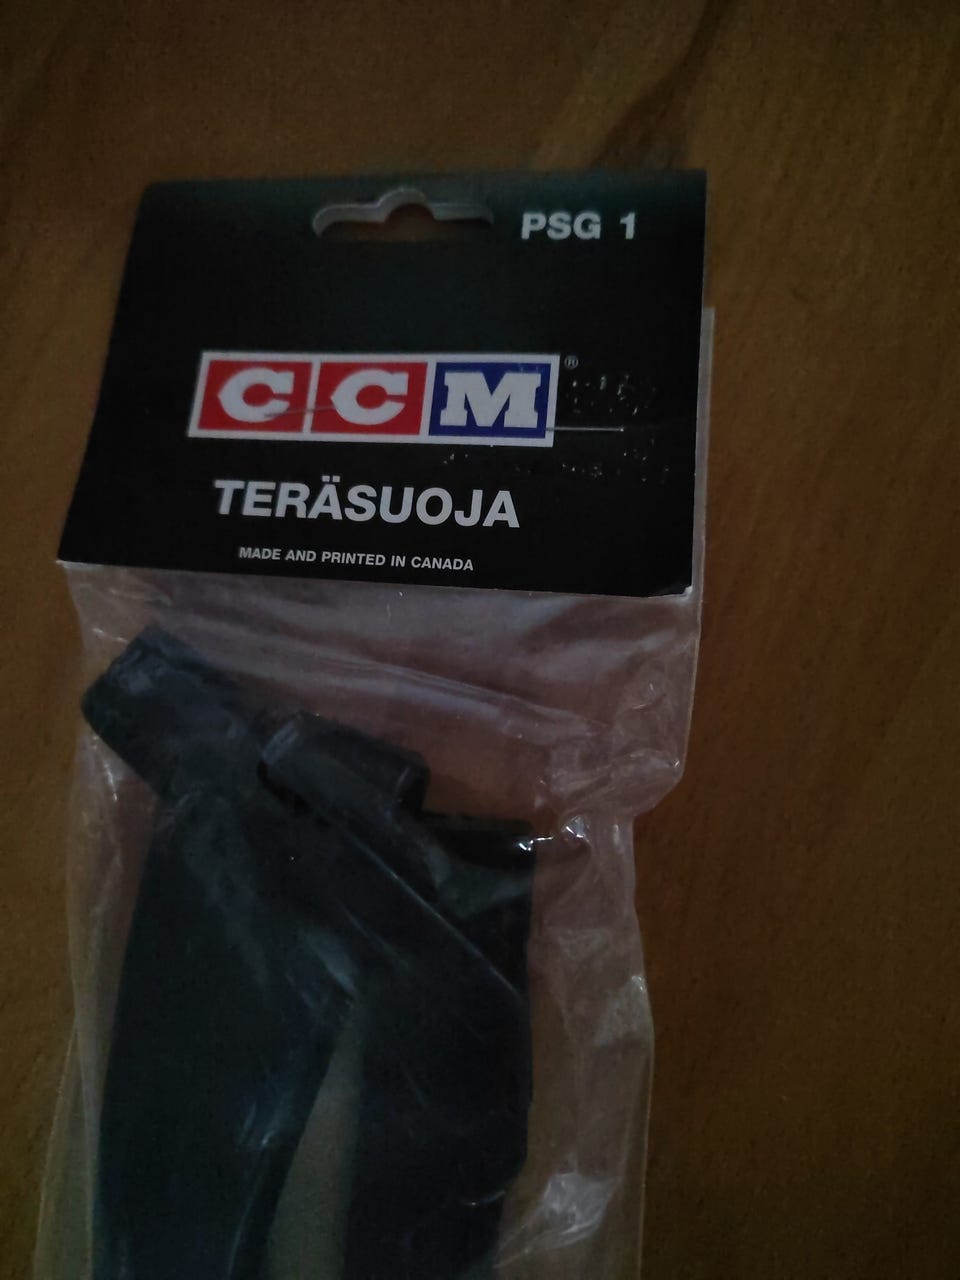 PSG 1
CCM®
TERÄSUOJA
MADE AND PRINTED IN CANADA